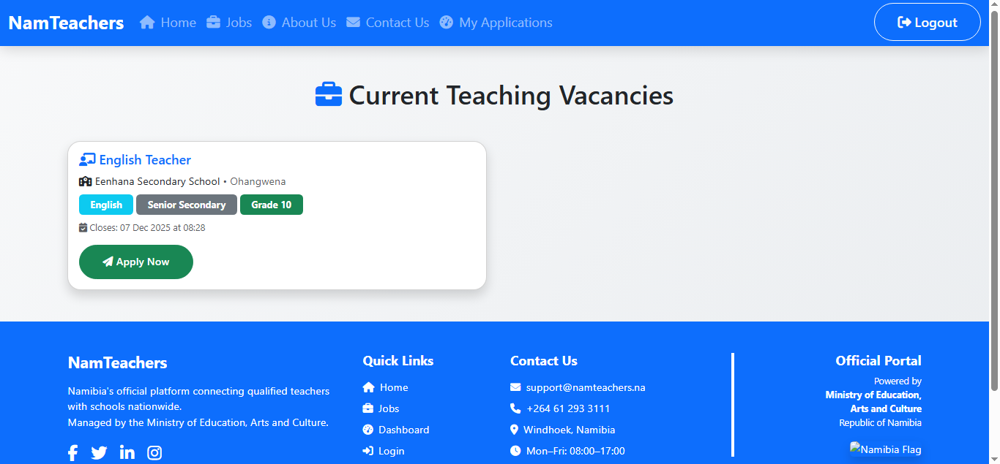 NamTeachers Home Jobs About Us Contact Us My Applications Logout
Current Teaching Vacancies
English Teacher
Eenhana Secondary School • Ohangwena
English Senior Secondary Grade 10
Closes: 07 Dec 2025 at 08:28
Apply Now
NamTeachers
Namibia's official platform connecting qualified teachers
with schools nationwide.
Managed by the Ministry of Education, Arts and Culture.
Quick Links
Home
Jobs
Dashboard
Login
Contact Us
support@namteachers.na
+264 61 293 3111
Windhoek, Namibia
Mon–Fri: 08:00–17:00
Official Portal
Powered by
Ministry of Education,
Arts and Culture
Republic of Namibia
Namibia Flag